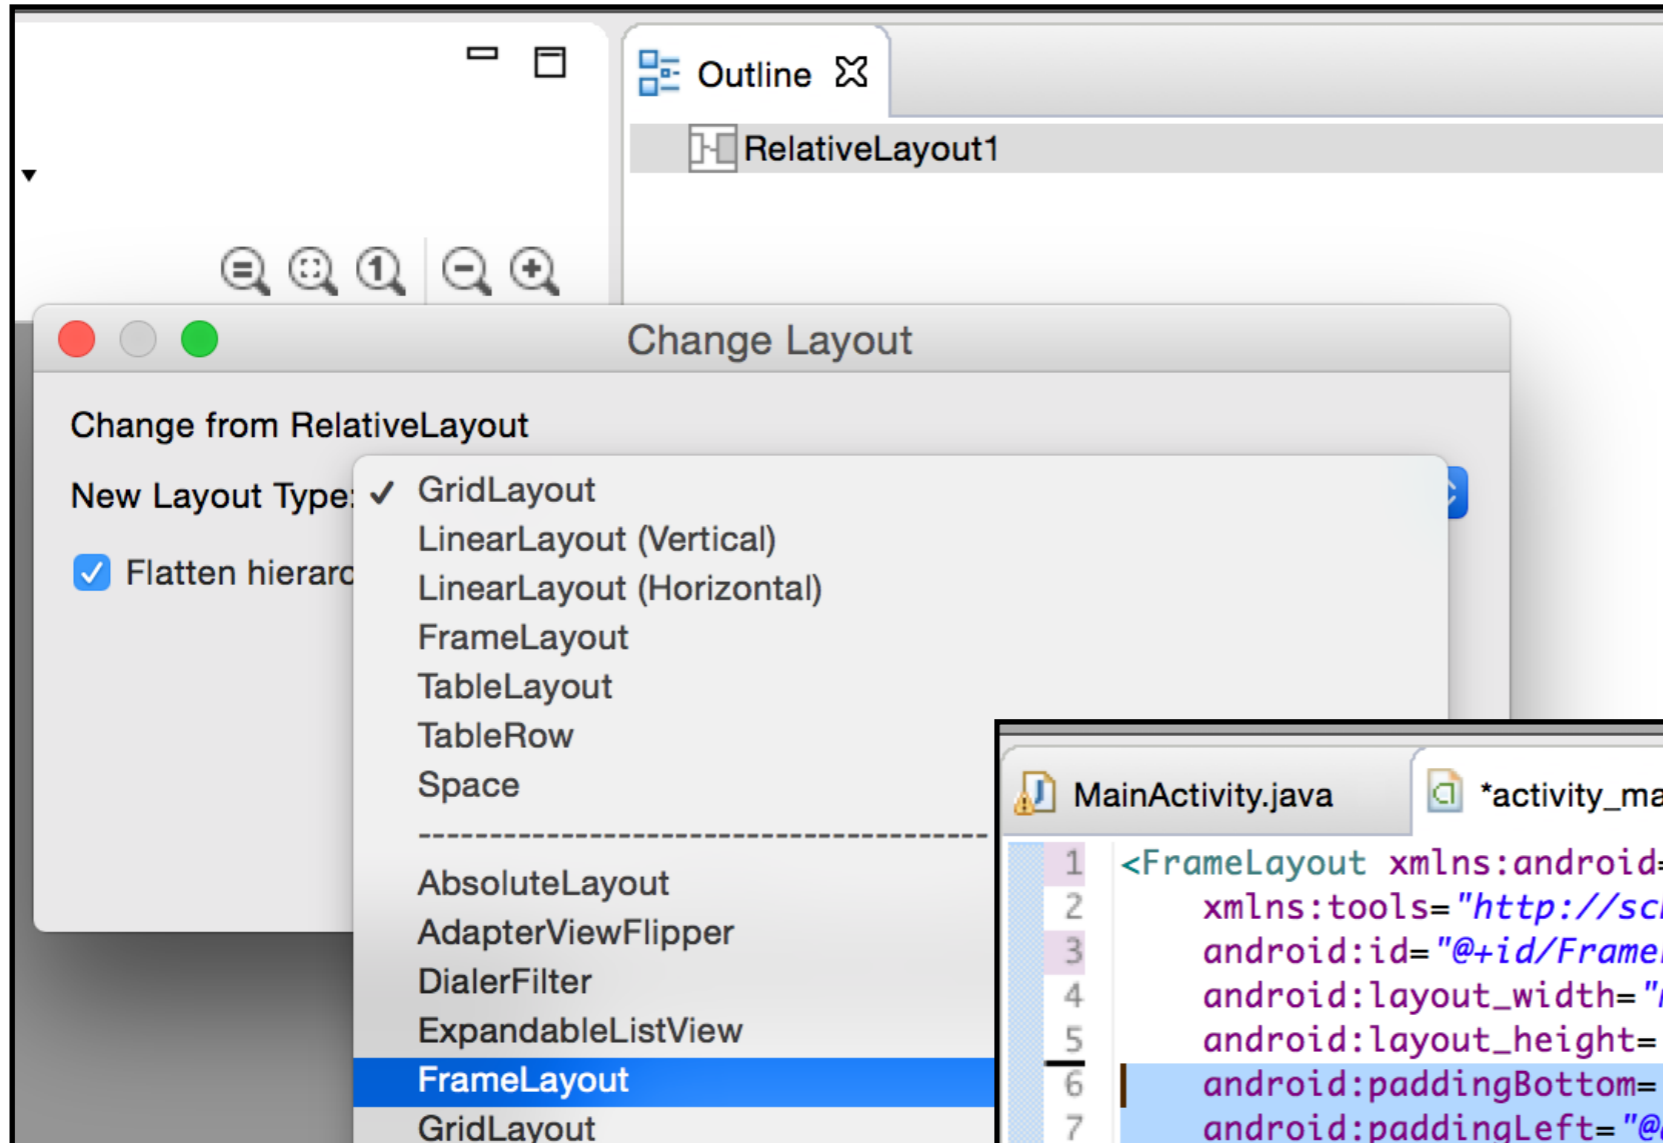 Outline
RelativeLayout1
Change Layout
Change from RelativeLayout
New Layout Type:
Flatten
GridLayout
LinearLayout (Vertical)
LinearLayout (Horizontal)
FrameLayout
TableLayout
TableRow
Space
----------------------------------------
AbsoluteLayout
AdapterViewFlipper
DialerFilter
ExpandableListView
FrameLayout
GridLayout
MainActivity.java
*activity_ma
1 <FrameLayout xmlns:android=
2 xmlns:tools="http://sc
3 android:id="@+id/Frame
4 android:layout_width="
5 android:layout_height=
6 android:paddingBottom=
7 android:paddingLeft="@